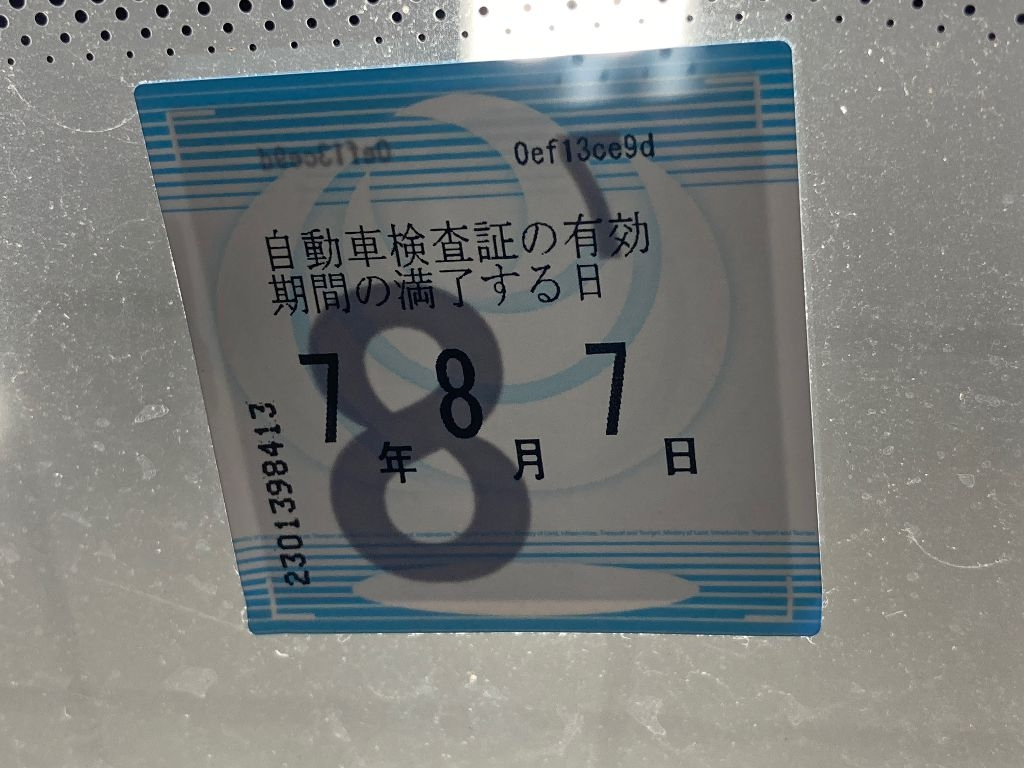 0ef13ce9d
自動車検査証の有効
期間の満了する日
7年8月7日
2301398413
8